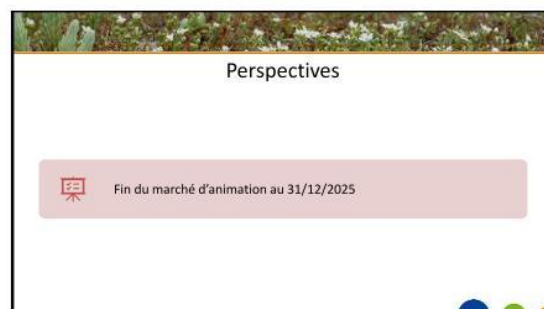 Perspectives
Fin du marché d’animation au 31/12/2025